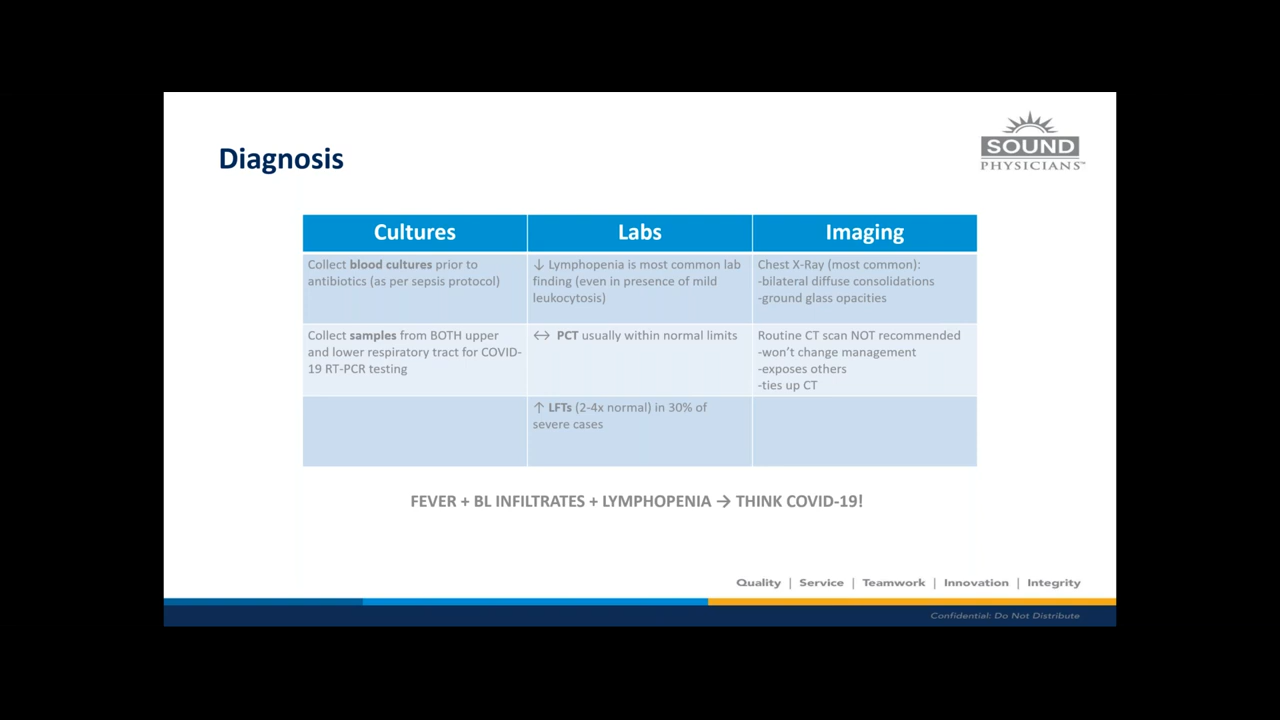 Diagnosis
SOUND
PHYSICIANS™
Cultures
Labs
Imaging
Collect blood cultures prior to
antibiotics (as per sepsis protocol)
↓ Lymphopenia is most common lab
finding (even in presence of mild
leukocytosis)
Chest X-Ray (most common):
-bilateral diffuse consolidations
-ground glass opacities
Collect samples from BOTH upper
and lower respiratory tract for COVID-
19 RT-PCR testing
↔ PCT usually within normal limits
Routine CT scan NOT recommended
-won’t change management
-exposes others
-ties up CT
↑ LFTs (2-4x normal) in 30% of
severe cases
FEVER + BL INFILTRATES + LYMPHOPENIA → THINK COVID-19!
Quality | Service | Teamwork | Innovation | Integrity
Confidential: Do Not Distribute